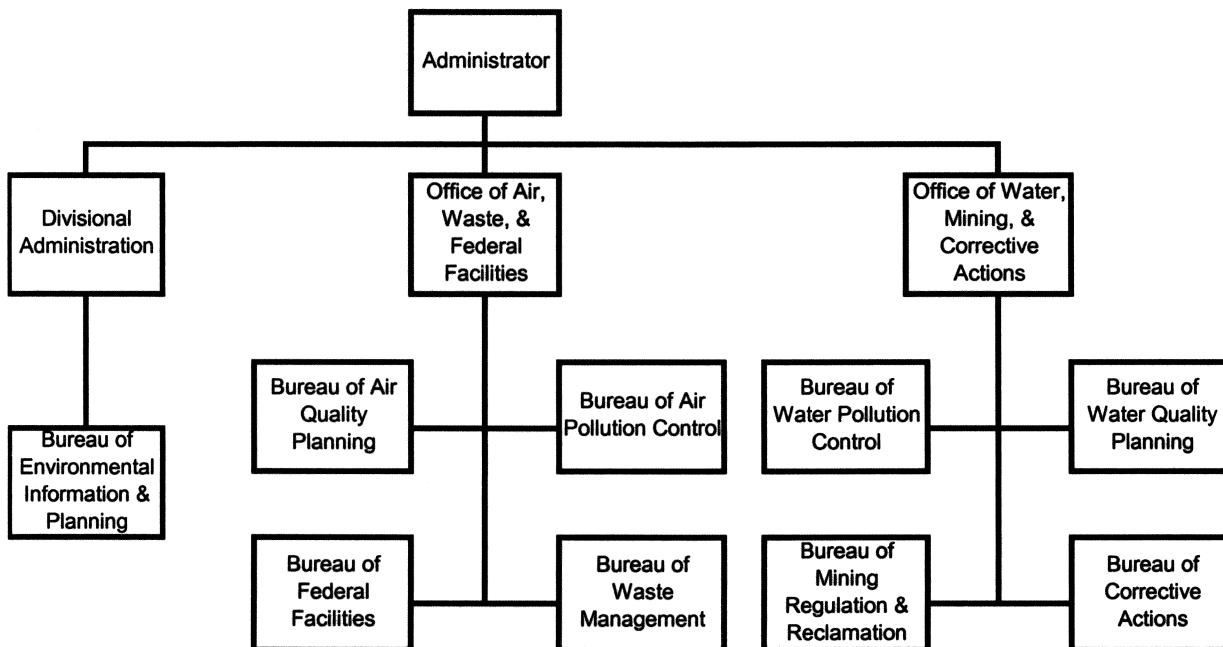 Administrator
Divisional
Administration
Office of Air,
Waste, &
Federal
Facilities
Office of Water,
Mining, &
Corrective
Actions
Bureau of
Environmental
Information &
Planning
Bureau of Air
Quality
Planning
Bureau of Air
Pollution Control
Bureau of
Water Pollution
Control
Bureau of
Water Quality
Planning
Bureau of
Federal
Facilities
Bureau of
Waste
Management
Bureau of
Mining
Regulation &
Reclamation
Bureau of
Corrective
Actions